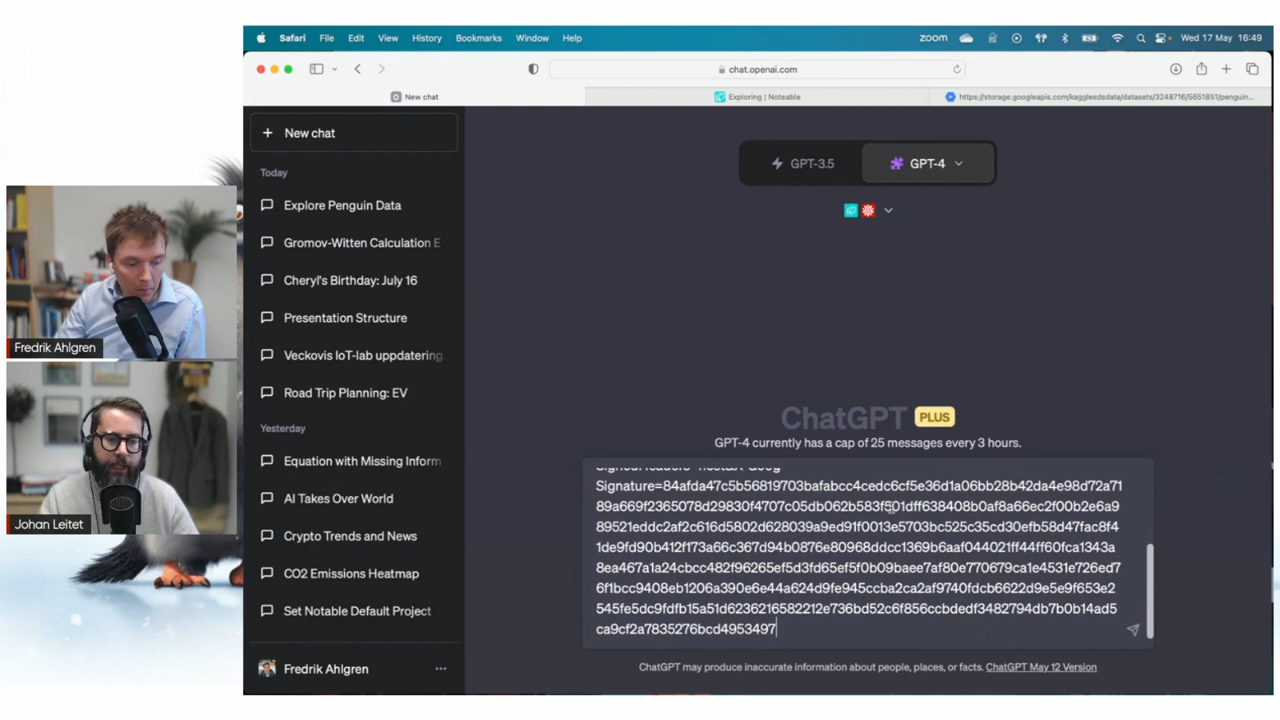 Safari File Edit View History Bookmarks Window Help
zoom
Wed 17 May 16:49
chat.openai.com
New chat
Exploring | Noteable
https://storage.googleapis.com/kagglesdsdata/datasets/3248716/5651851/penguin...
+ New chat
GPT-3.5
GPT-4
Today
Explore Penguin Data
Gromov-Witten Calculation E
Cheryl's Birthday: July 16
Presentation Structure
Veckovis IoT-lab uppdatering.
Road Trip Planning: EV
Yesterday
Equation with Missing Inform
AI Takes Over World
Crypto Trends and News
CO2 Emissions Heatmap
Set Notable Default Project
Fredrik Ahlgren
Fredrik Ahlgren
Johan Leitet
ChatGPT PLUS
GPT-4 currently has a cap of 25 messages every 3 hours.
Signature=84afda47c5b56819703bafabcc4cedc6cf5e36d1a06bb28b42da4e98d72a71
89a669f2365078d29830f4707c05db062b583f501dff638408b0af8a66ec2f00b2e6a9
89521eddc2af2c616d5802d628039a9ed91f0013e5703bc525c35cd30efb58d47fac8f4
1de9fd90b412f173a66c367d94b0876e80968ddcc1369b6aaf044021ff44ff60fca1343a
8ea467a1a24cbcc482f96265ef5d3fd65ef5f0b09baee7af80e770679ca1e4531e726ed7
6f1bcc9408eb1206a390e6e44a624d9fe945ccba2ca2af9740fdcb6622d9e5e9f653e2
545fe5dc9fdfb15a51d6236216582212e736bd52c6f856ccbdedf3482794db7b0b14ad5
ca9cf2a7835276bcd4953497
ChatGPT may produce inaccurate information about people, places, or facts. ChatGPT May 12 Version